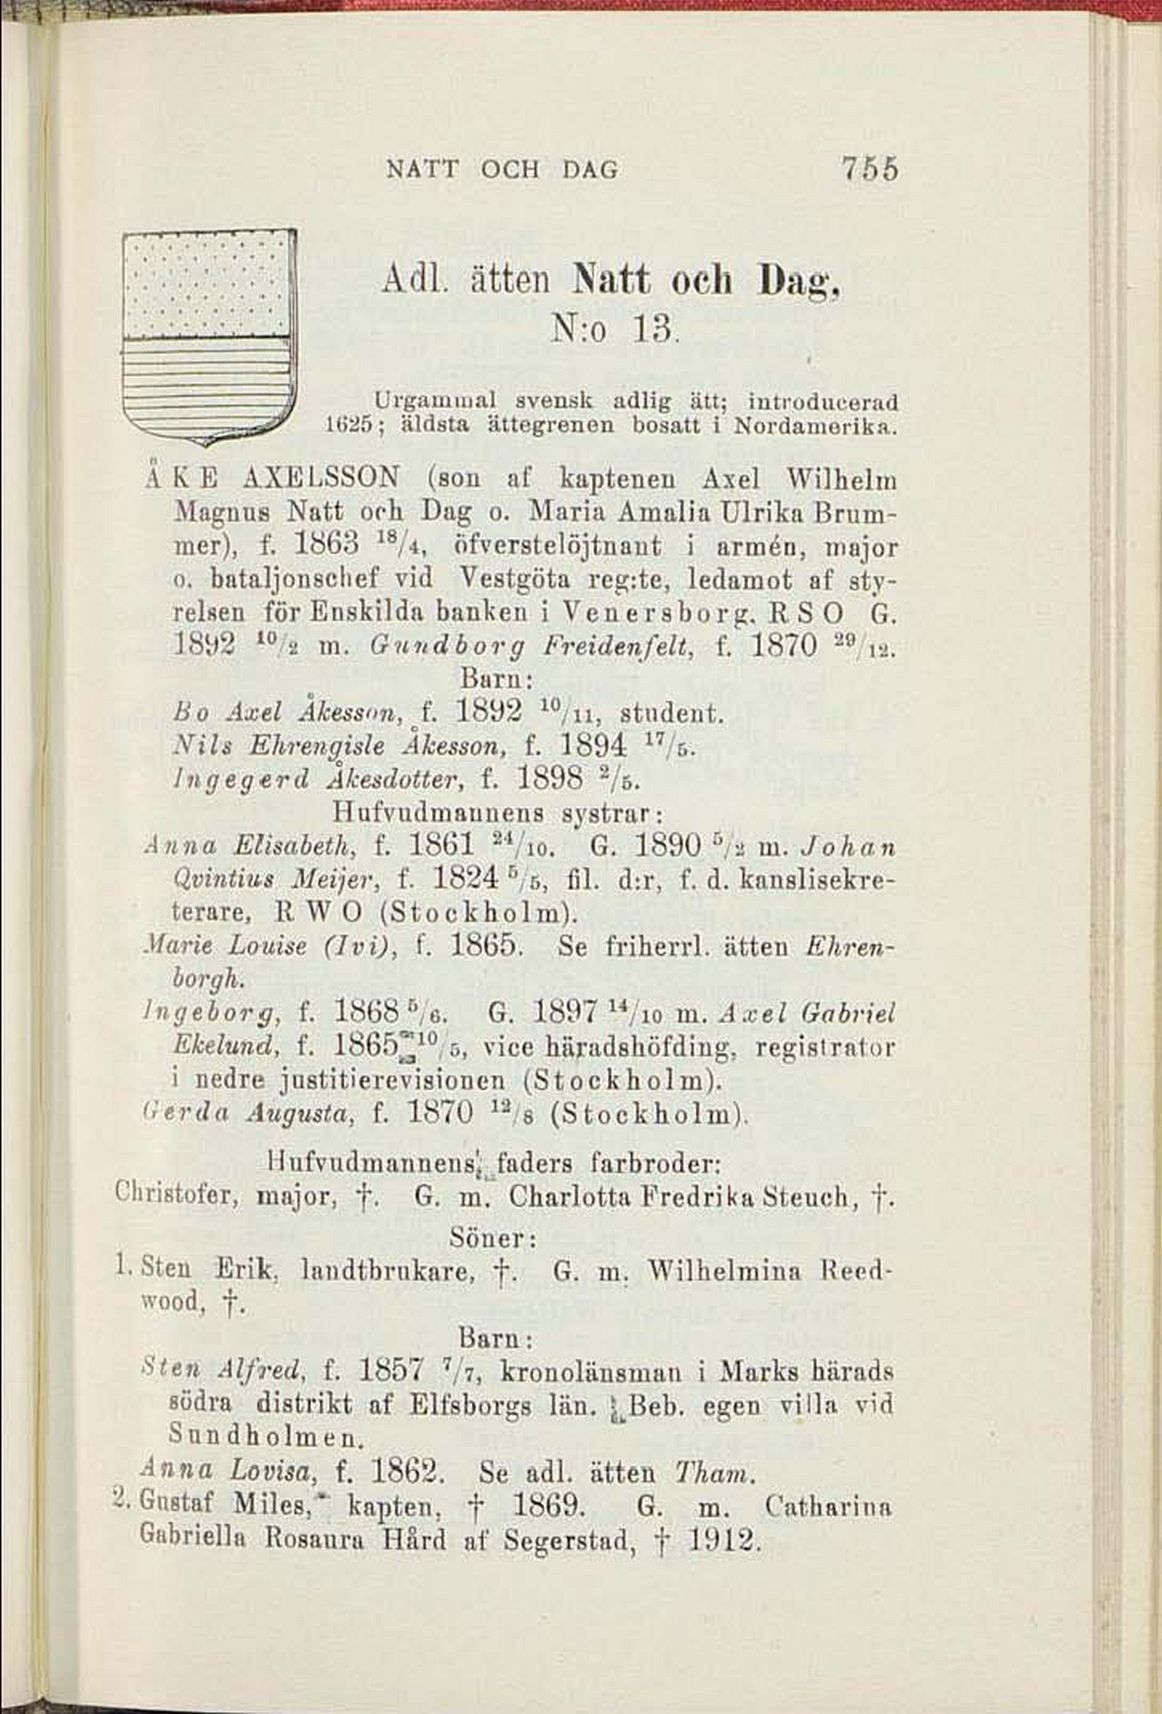 NATT OCH DAG 755
Adl. ätten Natt och Dag,
N:o 13.
Urgammal svensk adlig ätt; introducerad
1625; äldsta ättegrenen bosatt i Nordamerika.
ÅKE AXELSSON (son af kaptenen Axel Wilhelm
Magnus Natt och Dag o. Maria Amalia Ulrika Brum-
mer), f. 1863 18/4, öfverstelöjtnant i armén, major
o. bataljonschef vid Vestgöta reg:te, ledamot af sty-
relsen för Enskilda banken i Venersborg. R S O G.
1892 10/2 m. Gundborg Freidenfelt, f. 1870 29/12.
Barn:
Bo Axel Åkesson, f. 1892 10/11, student.
Nils Ehrengisle Åkesson, f. 1894 17/5.
Ingegerd Åkesdotter, f. 1898 2/5.
Hufvudmannens systrar:
Anna Elisabeth, f. 1861 24/10. G. 1890 5/2 m. Johan
Qvintius Meijer, f. 1824 5/5, fil. d:r, f. d. kanslisekre-
terare, R W O (Stockholm).
Marie Louise (Ivi), f. 1865. Se friherrl. ätten Ehren-
borgh.
Ingeborg, f. 1868 5/6. G. 1897 14/10 m. Axel Gabriel
Ekelund, f. 1865 10/5, vice häradshöfding, registrator
i nedre justitierevisionen (Stockholm).
Gerda Augusta, f. 1870 12/8 (Stockholm).
Hufvudmannens faders farbroder:
Christofer, major, †. G. m. Charlotta Fredrika Steuch, †.
Söner:
1. Sten Erik, landtbrukare, †. G. m. Wilhelmina Reed-
wood, †.
Barn:
Sten Alfred, f. 1857 7/7, kronolänsman i Marks härads
södra distrikt af Elfsborgs län. Beb. egen villa vid
Sundholmen.
Anna Lovisa, f. 1862. Se adl. ätten Tham.
2. Gustaf Miles, kapten, † 1869. G. m. Catharina
Gabriella Rosaura Hård af Segerstad, † 1912.